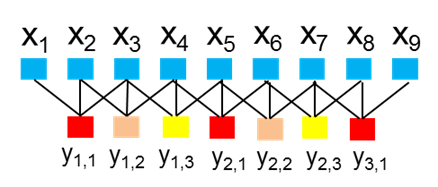 x1 x2 x3 x4 x5 x6 x7 x8 x9
y1,1 y1,2 y1,3 y2,1 y2,2 y2,3 y3,1